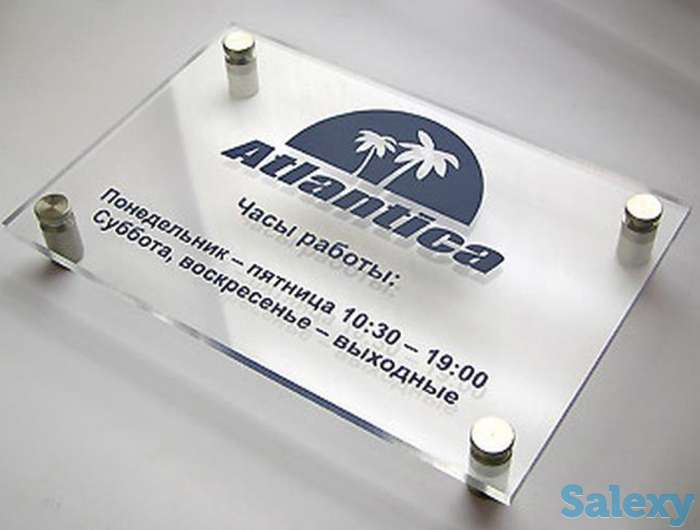 Atlantica
Часы работы:
Понедельник – пятница 10:30 – 19:00
Суббота, воскресенье – выходные
Salexy